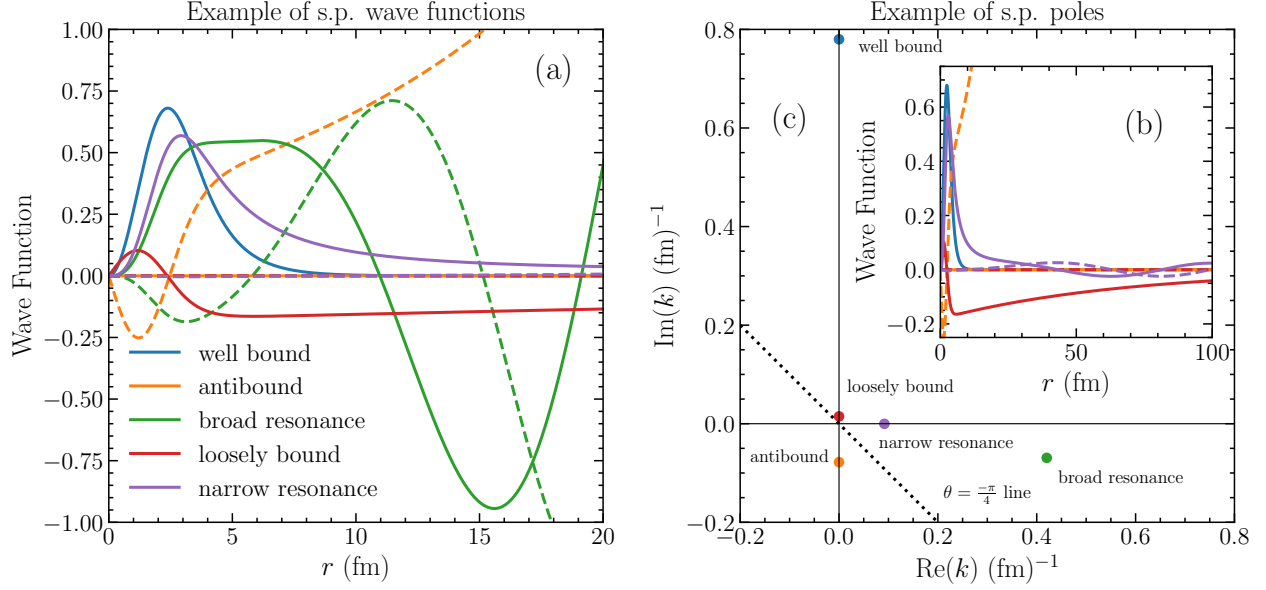 Example of s.p. wave functions
(a)
Wave Function
1.00
0.75
0.50
0.25
0.00
−0.25
−0.50
−0.75
−1.00
well bound
antibound
broad resonance
loosely bound
narrow resonance
0 5 10 15 20
r (fm)
Example of s.p. poles
(c)
Im(k) (fm)⁻¹
0.8
0.6
0.4
0.2
0.0
−0.2
well bound
loosely bound
narrow resonance
antibound
broad resonance
θ = −π/4 line
−0.2 0.0 0.2 0.4 0.6 0.8
Re(k) (fm)⁻¹
(b)
Wave Function
0.6
0.4
0.2
0.0
−0.2
0 50 100
r (fm)